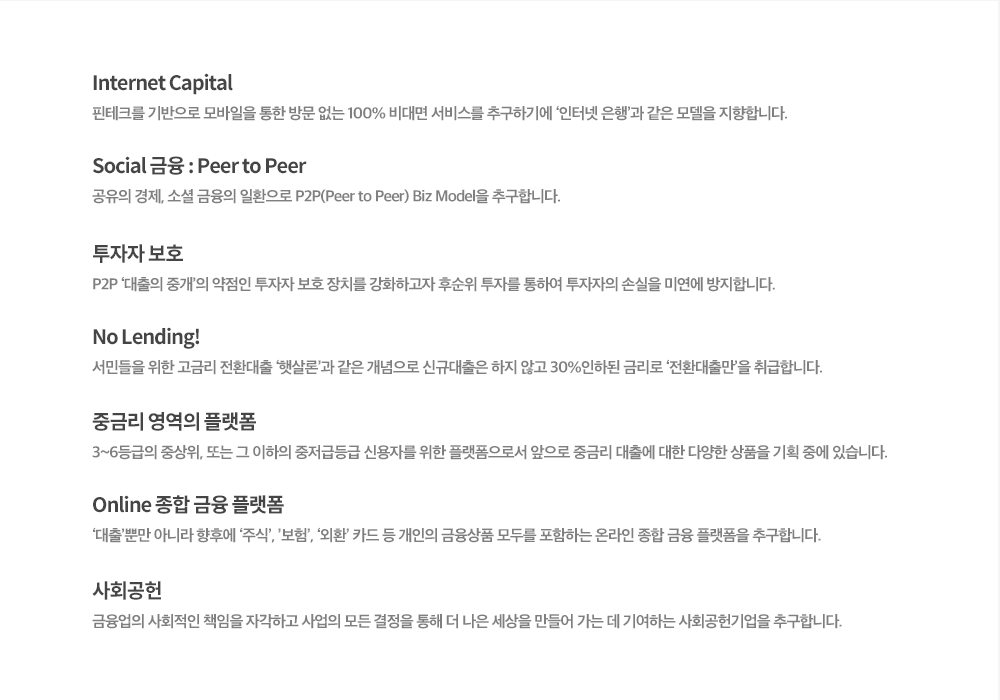 Internet Capital
핀테크를 기반으로 모바일을 통한 방문 없는 100% 비대면 서비스를 추구하기에 ‘인터넷 은행’과 같은 모델을 지향합니다.
Social 금융 : Peer to Peer
공유의 경제, 소셜 금융의 일환으로 P2P(Peer to Peer) Biz Model을 추구합니다.
투자자 보호
P2P ‘대출의 중개’의 약점인 투자자 보호 장치를 강화하고자 후순위 투자를 통하여 투자자의 손실을 미연에 방지합니다.
No Lending!
서민들을 위한 고금리 전환대출 ‘햇살론’과 같은 개념으로 신규대출은 하지 않고 30%인하된 금리로 ‘전환대출만’을 취급합니다.
중금리 영역의 플랫폼
3~6등급의 중상위, 또는 그 이하의 중저급등급 신용자를 위한 플랫폼으로서 앞으로 중금리 대출에 대한 다양한 상품을 기획 중에 있습니다.
Online 종합 금융 플랫폼
‘대출’뿐만 아니라 향후에 ‘주식’, ’보험’, ‘외환’ 카드 등 개인의 금융상품 모두를 포함하는 온라인 종합 금융 플랫폼을 추구합니다.
사회공헌
금융업의 사회적인 책임을 자각하고 사업의 모든 결정을 통해 더 나은 세상을 만들어 가는 데 기여하는 사회공헌기업을 추구합니다.